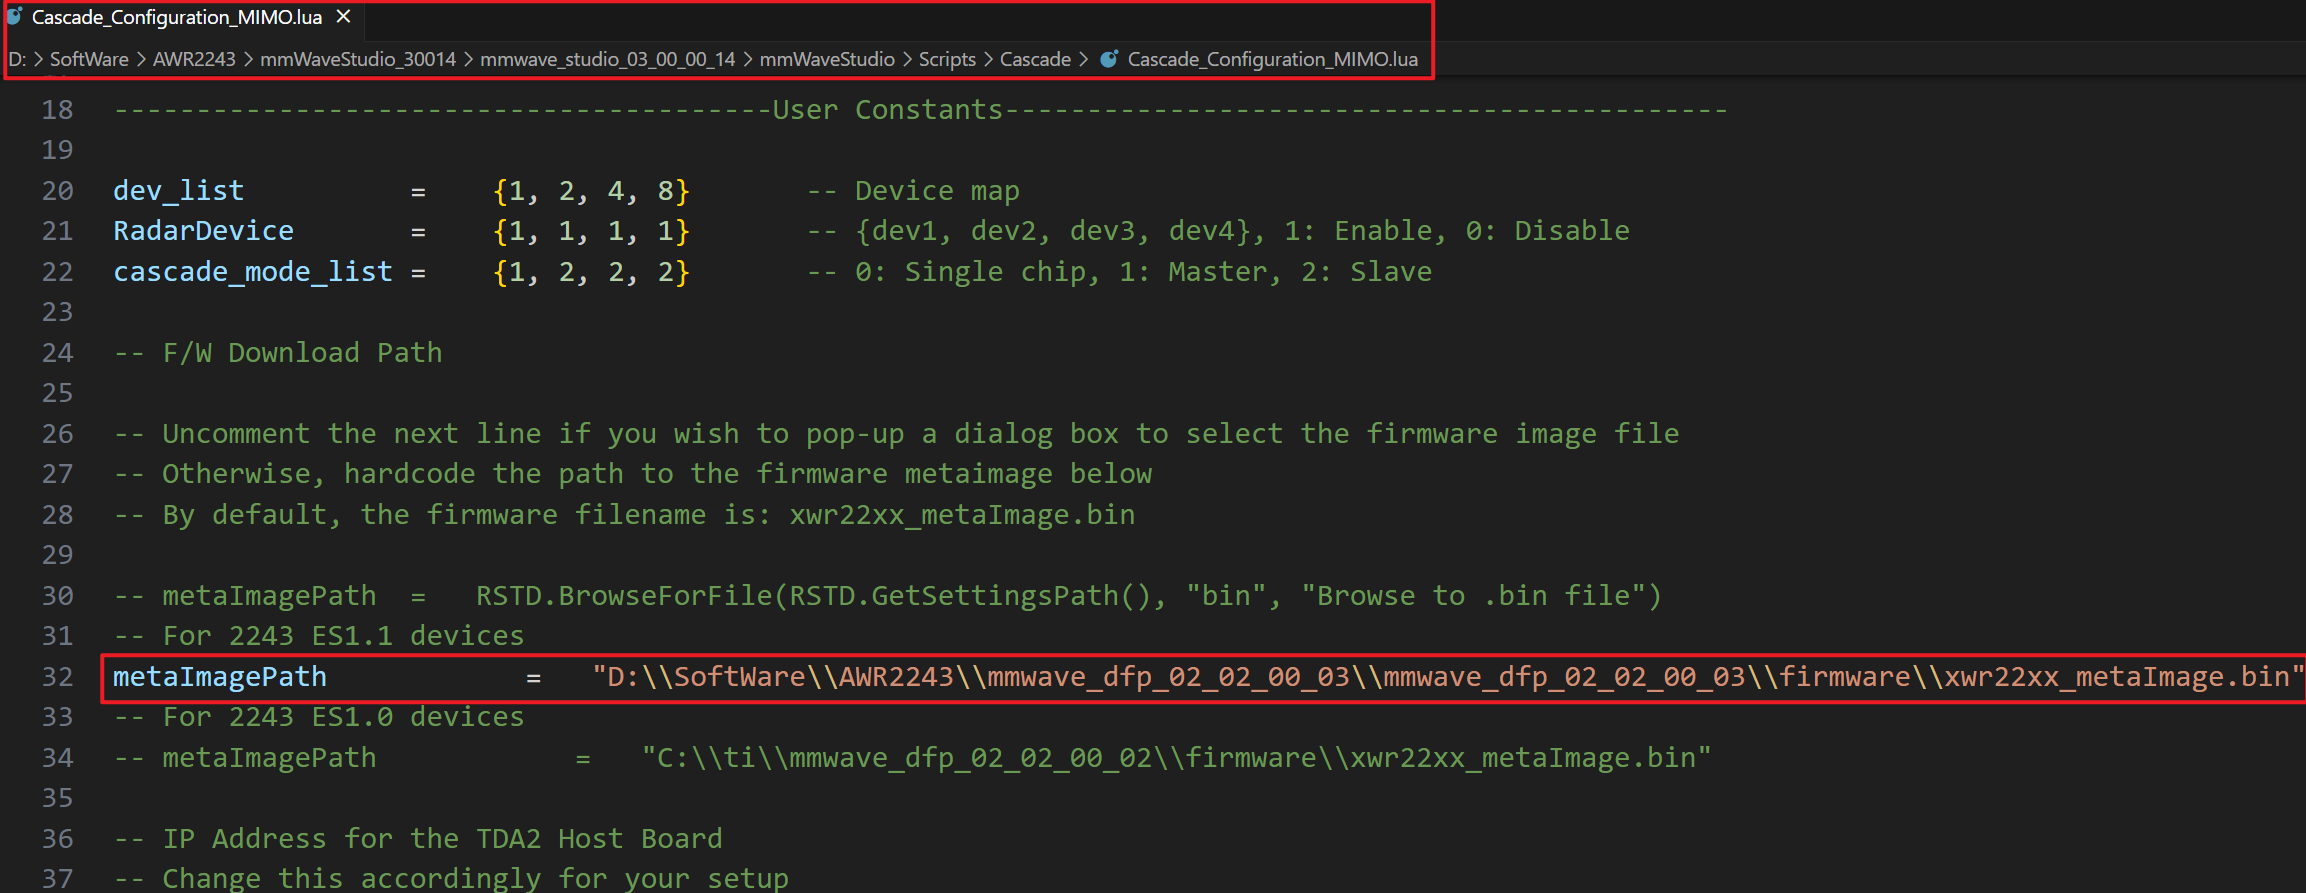 Cascade_Configuration_MIMO.lua ×
D: > SoftWare > AWR2243 > mmWaveStudio_30014 > mmwave_studio_03_00_00_14 > mmWaveStudio > Scripts > Cascade > Cascade_Configuration_MIMO.lua
18 ----------------------------------------User Constants--------------------------------------------
19
20 dev_list          =    {1, 2, 4, 8}       -- Device map
21 RadarDevice       =    {1, 1, 1, 1}       -- {dev1, dev2, dev3, dev4}, 1: Enable, 0: Disable
22 cascade_mode_list =    {1, 2, 2, 2}       -- 0: Single chip, 1: Master, 2: Slave
23
24 -- F/W Download Path
25
26 -- Uncomment the next line if you wish to pop-up a dialog box to select the firmware image file
27 -- Otherwise, hardcode the path to the firmware metaimage below
28 -- By default, the firmware filename is: xwr22xx_metaImage.bin
29
30 -- metaImagePath  =   RSTD.BrowseForFile(RSTD.GetSettingsPath(), "bin", "Browse to .bin file")
31 -- For 2243 ES1.1 devices
32 metaImagePath            =   "D:\\SoftWare\\AWR2243\\mmwave_dfp_02_02_00_03\\mmwave_dfp_02_02_00_03\\firmware\\xwr22xx_metaImage.bin"
33 -- For 2243 ES1.0 devices
34 -- metaImagePath            =   "C:\\ti\\mmwave_dfp_02_02_00_02\\firmware\\xwr22xx_metaImage.bin"
35
36 -- IP Address for the TDA2 Host Board
37 -- Change this accordingly for your setup